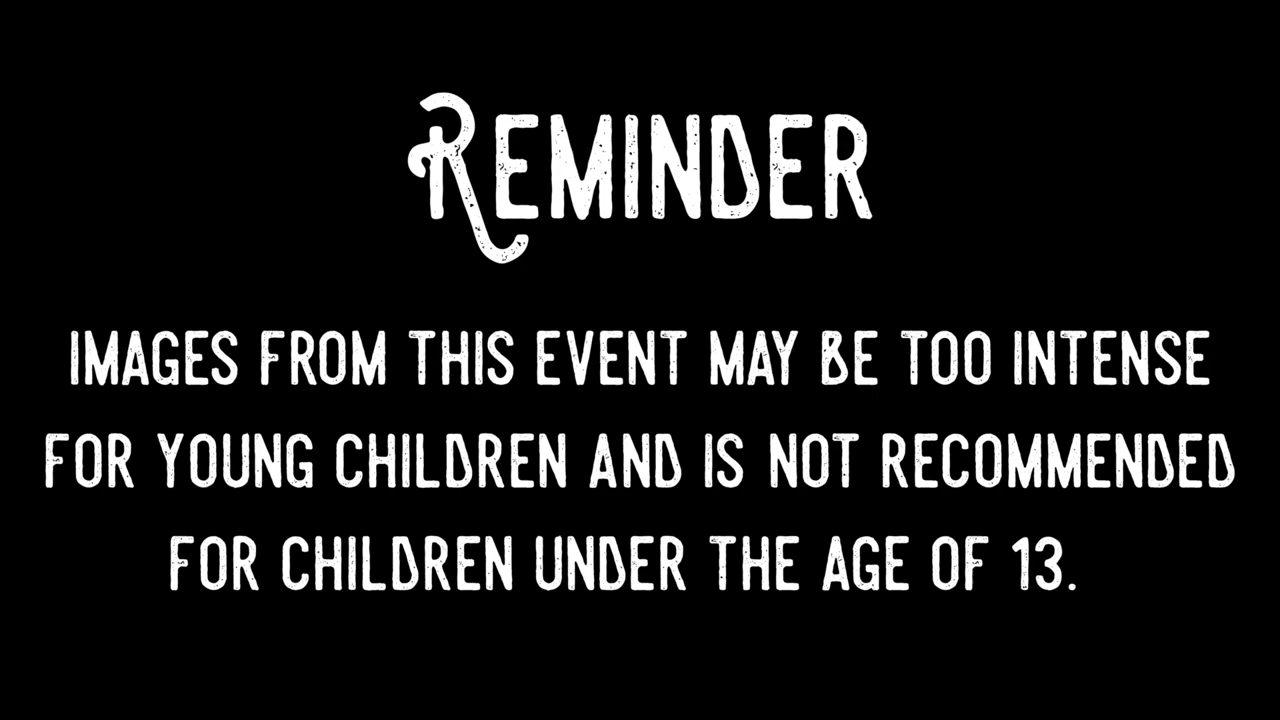 REMINDER
IMAGES FROM THIS EVENT MAY BE TOO INTENSE
FOR YOUNG CHILDREN AND IS NOT RECOMMENDED
FOR CHILDREN UNDER THE AGE OF 13.